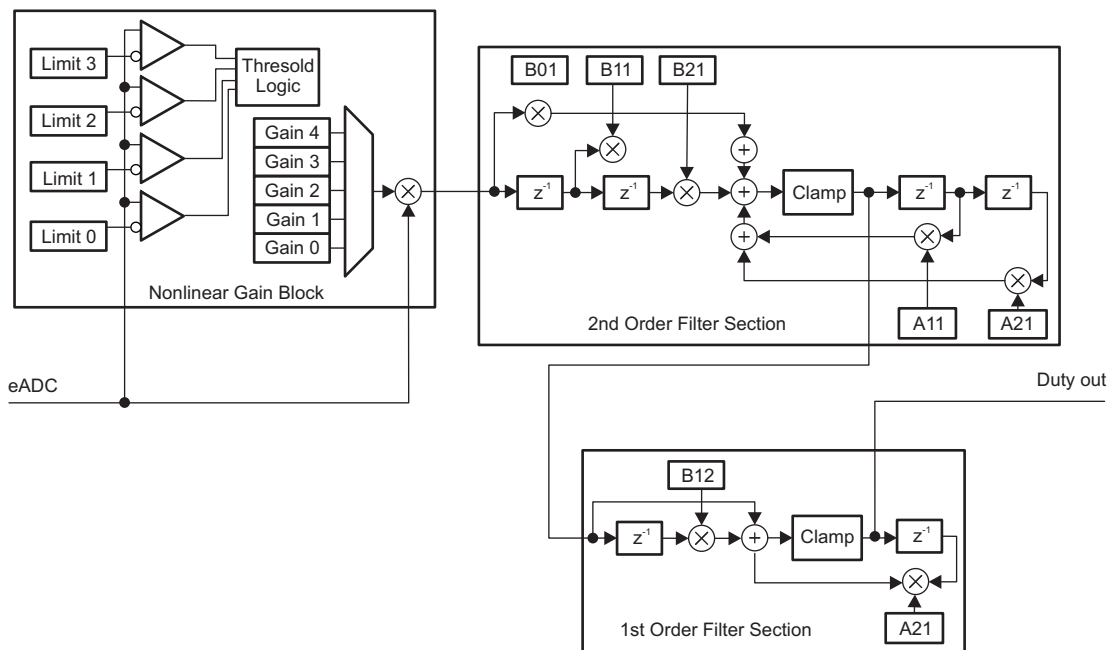 Limit 3
Limit 2
Limit 1
Limit 0
Thresold
Logic
Gain 4
Gain 3
Gain 2
Gain 1
Gain 0
×
Nonlinear Gain Block
eADC
B01
B11
B21
×
×
+
z-1
z-1
×
+
Clamp
z-1
z-1
+
×
×
A11
A21
2nd Order Filter Section
Duty out
B12
z-1
×
+
Clamp
z-1
×
A21
1st Order Filter Section